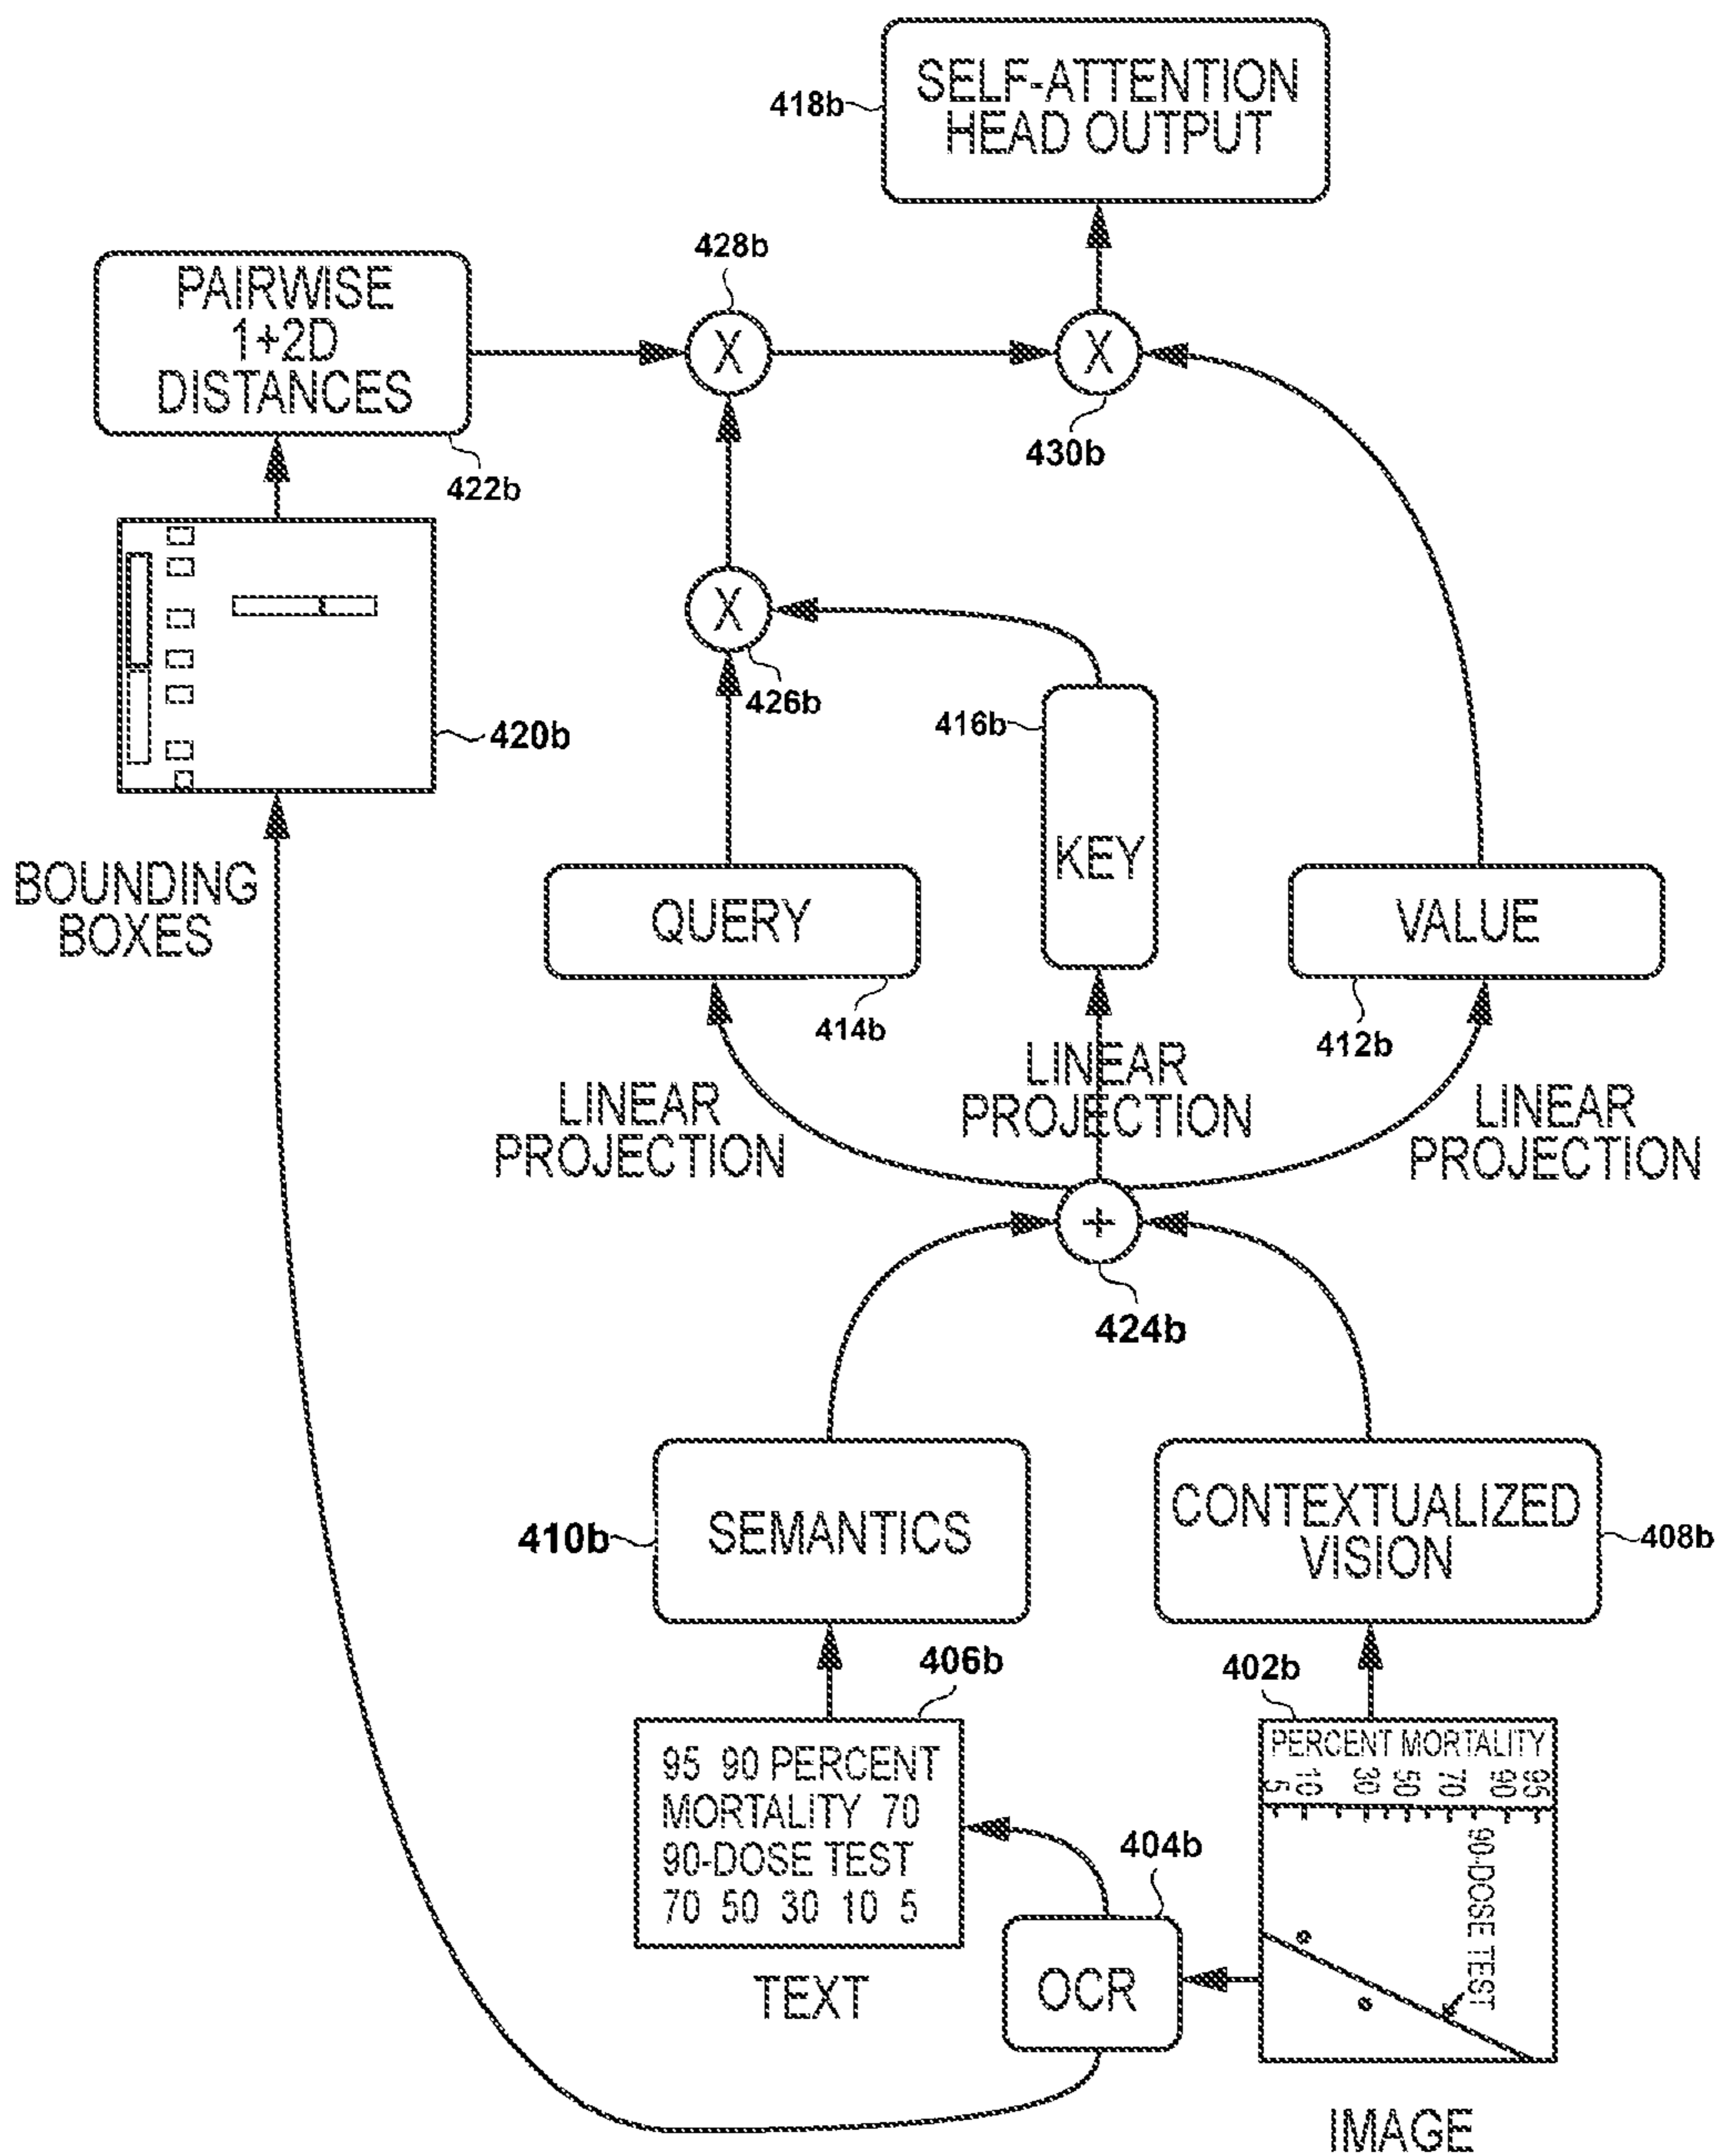 SELF-ATTENTION
HEAD OUTPUT
418b
428b
PAIRWISE
1+2D
DISTANCES
X
X
430b
422b
X
426b
416b
420b
KEY
BOUNDING
BOXES
QUERY
VALUE
414b
412b
LINEAR
PROJECTION
LINEAR
PROJECTION
LINEAR
PROJECTION
+
424b
SEMANTICS
410b
CONTEXTUALIZED
VISION
408b
406b
402b
95 90 PERCENT
MORTALITY 70
90-DOSE TEST
70 50 30 10 5
TEXT
PERCENT MORTALITY
5 10 30 50 70 90 95
90-DOSE TEST
404b
OCR
IMAGE